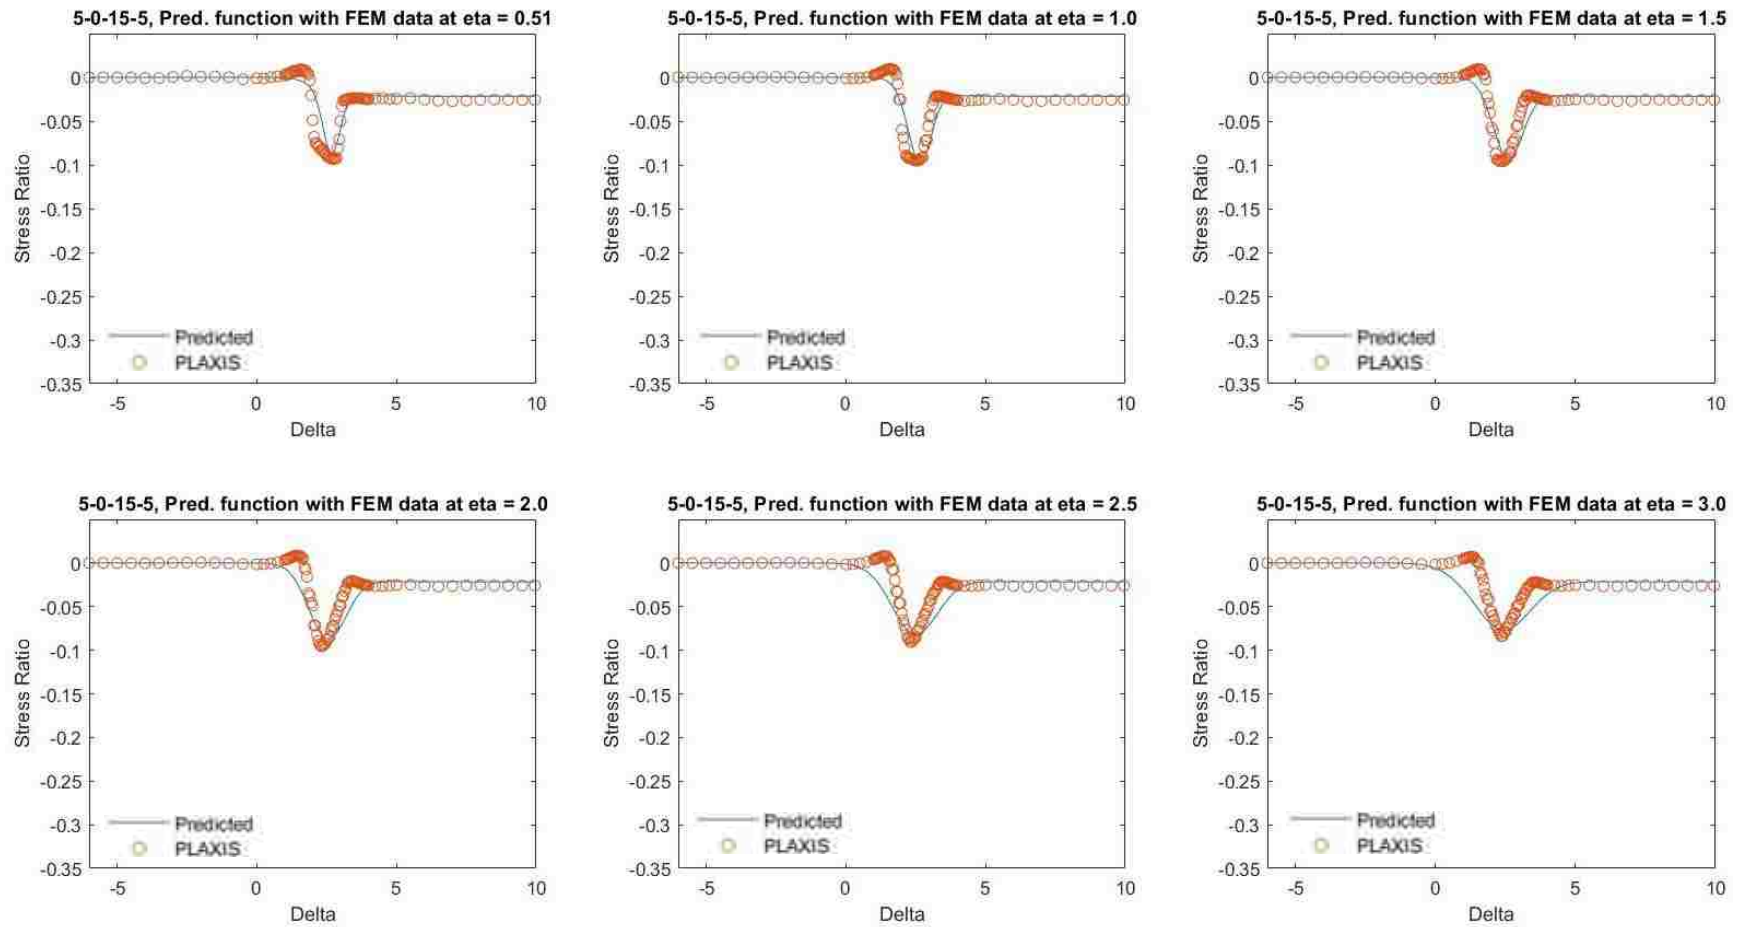 5-0-15-5, Pred. function with FEM data at eta = 0.51
0
-0.05
-0.1
-0.15
-0.2
-0.25
-0.3
-0.35
Stress Ratio
Predicted
PLAXIS
-5 0 5 10
Delta
5-0-15-5, Pred. function with FEM data at eta = 1.0
0
-0.05
-0.1
-0.15
-0.2
-0.25
-0.3
-0.35
Stress Ratio
Predicted
PLAXIS
-5 0 5 10
Delta
5-0-15-5, Pred. function with FEM data at eta = 1.5
0
-0.05
-0.1
-0.15
-0.2
-0.25
-0.3
-0.35
Stress Ratio
Predicted
PLAXIS
-5 0 5 10
Delta
5-0-15-5, Pred. function with FEM data at eta = 2.0
0
-0.05
-0.1
-0.15
-0.2
-0.25
-0.3
-0.35
Stress Ratio
Predicted
PLAXIS
-5 0 5 10
Delta
5-0-15-5, Pred. function with FEM data at eta = 2.5
0
-0.05
-0.1
-0.15
-0.2
-0.25
-0.3
-0.35
Stress Ratio
Predicted
PLAXIS
-5 0 5 10
Delta
5-0-15-5, Pred. function with FEM data at eta = 3.0
0
-0.05
-0.1
-0.15
-0.2
-0.25
-0.3
-0.35
Stress Ratio
Predicted
PLAXIS
-5 0 5 10
Delta